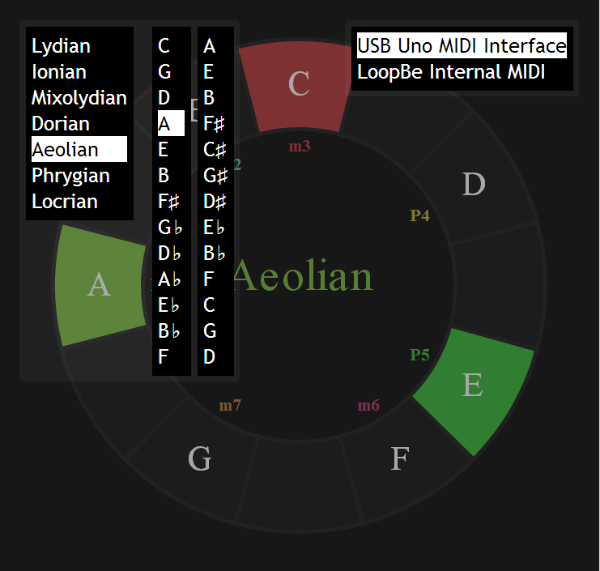 Lydian
Ionian
Mixolydian
Dorian
Aeolian
Phrygian
Locrian
C
G
D
A
E
B
F♯
G♭
D♭
A♭
E♭
B♭
F
A
E
B
F♯
C♯
G♯
D♯
E♭
B♭
F
C
G
D
USB Uno MIDI Interface
LoopBe Internal MIDI
C
m3
D
P4
A
Aeolian
P5
E
m7
m6
G
F